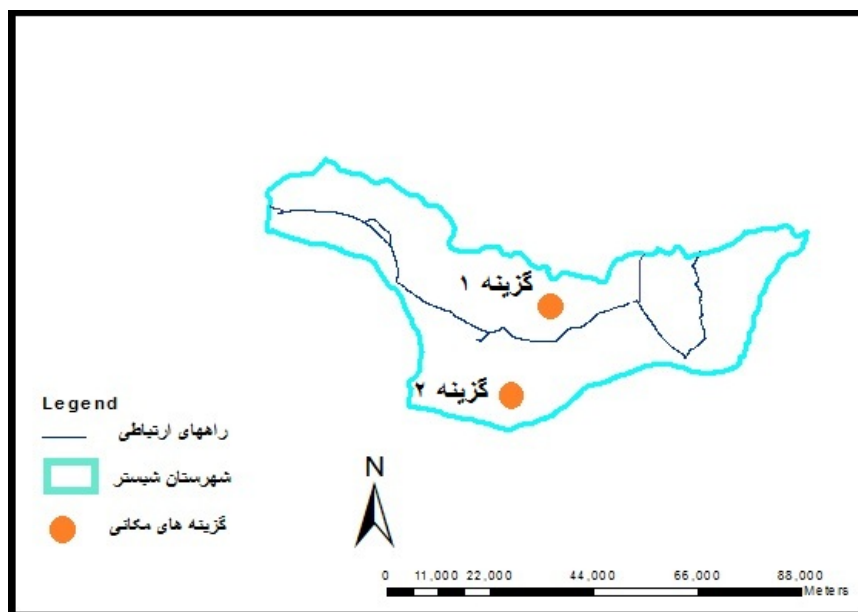 گزینه ۱
گزینه ۲
Legend
راههای ارتباطی
شهرستان شبستر
گزینه های مکانی
N
0 11,000 22,000 44,000 66,000 88,000
Meters